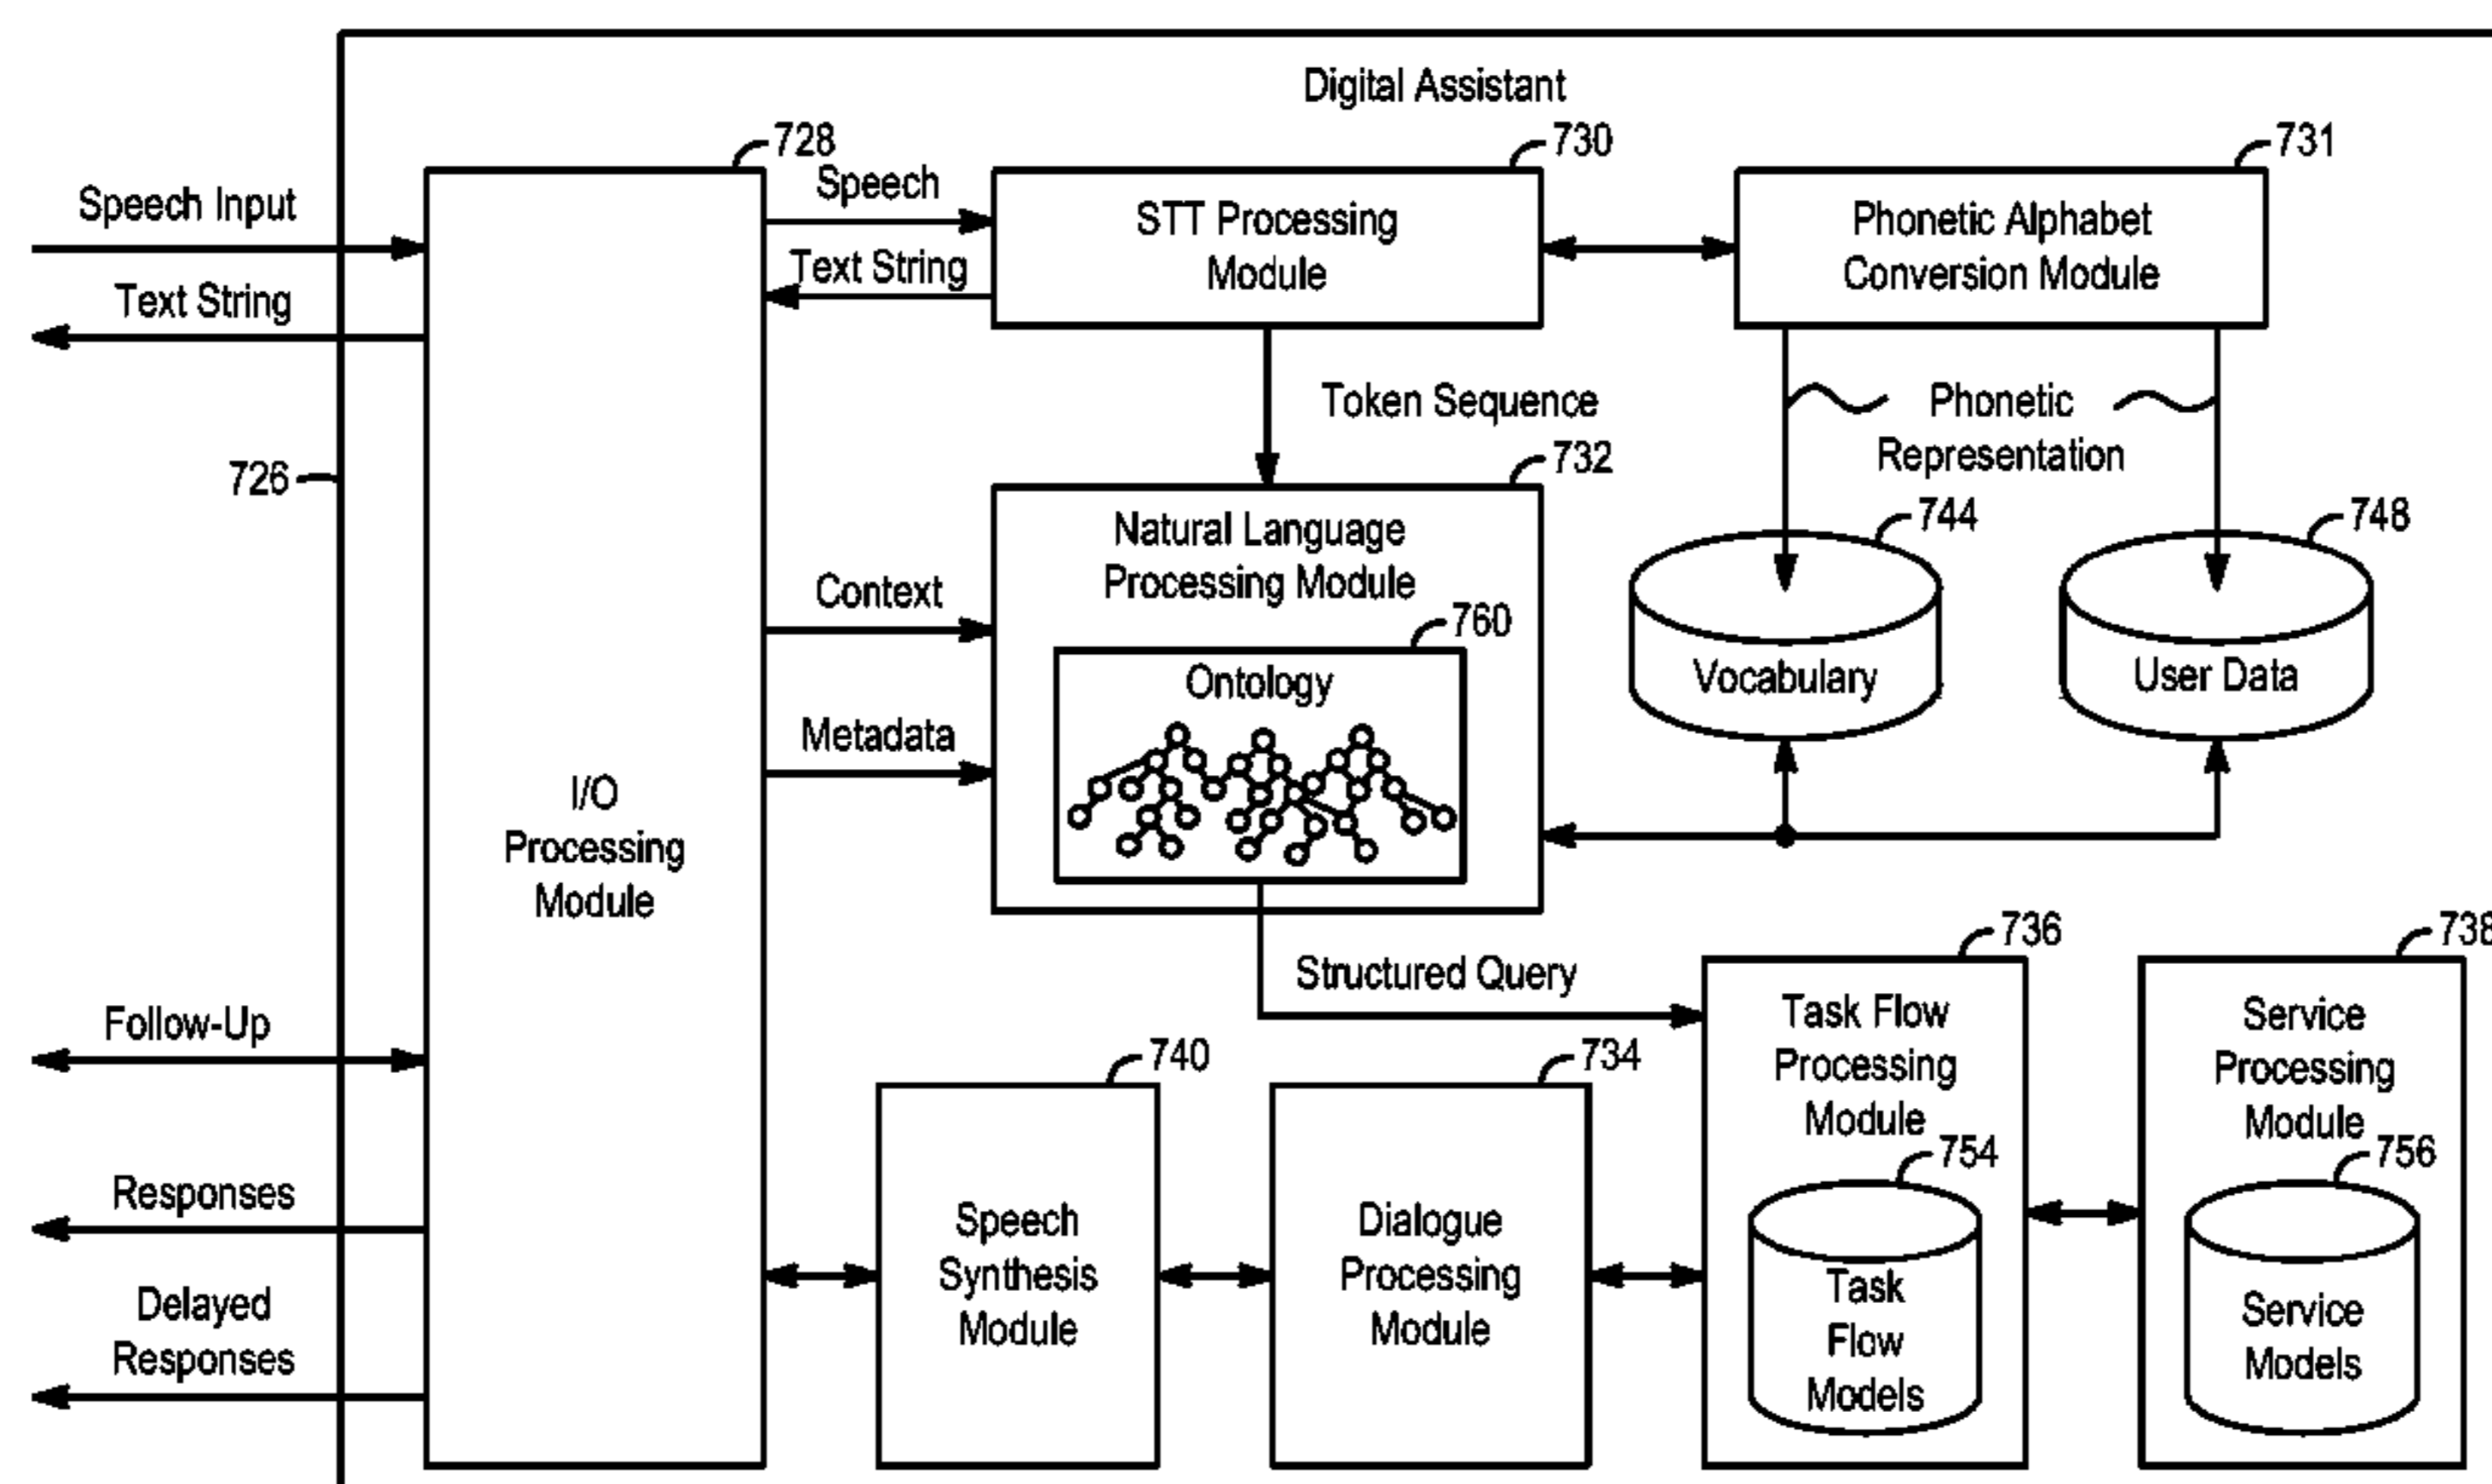 Digital Assistant
728
730
731
Speech Input
Speech
STT Processing
Module
Phonetic Alphabet
Conversion Module
Text String
Text String
Token Sequence
Phonetic
Representation
726
732
744
748
Natural Language
Processing Module
Context
760
Ontology
Vocabulary
User Data
Metadata
I/O
Processing
Module
736
738
Structured Query
Follow-Up
Task Flow
Processing
Module
Service
Processing
Module
740
734
754
756
Responses
Speech
Synthesis
Module
Dialogue
Processing
Module
Task
Flow
Models
Service
Models
Delayed
Responses